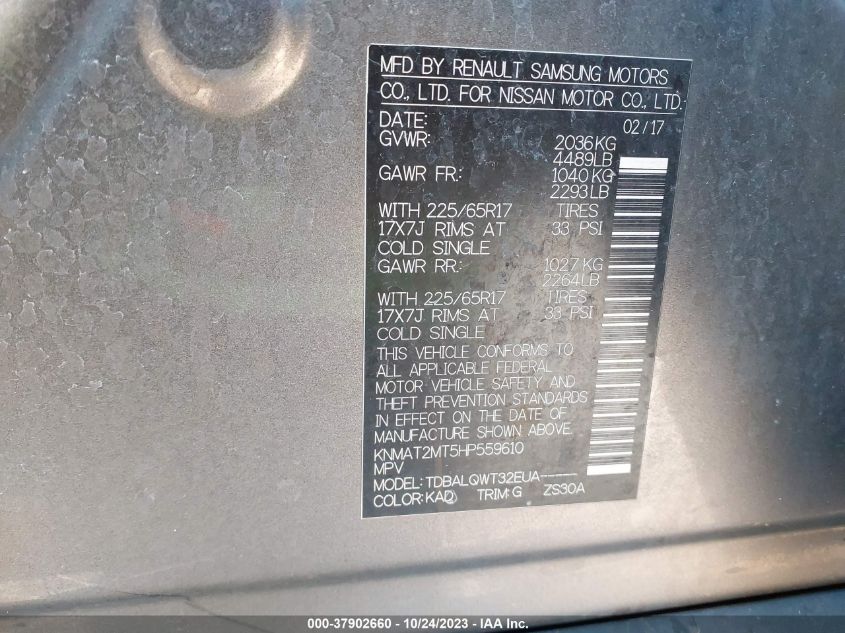 MFD BY RENAULT SAMSUNG MOTORS
CO., LTD. FOR NISSAN MOTOR CO., LTD.
DATE: 02/17
GVWR: 2036KG
4489LB
GAWR FR: 1040KG
2293LB
WITH 225/65R17 TIRES
17X7J RIMS AT 33 PSI
COLD SINGLE
GAWR RR: 1027KG
2264LB
WITH 225/65R17 TIRES
17X7J RIMS AT 33 PSI
COLD SINGLE
THIS VEHICLE CONFORMS TO
ALL APPLICABLE FEDERAL
MOTOR VEHICLE SAFETY AND
THEFT PREVENTION STANDARDS
IN EFFECT ON THE DATE OF
MANUFACTURE SHOWN ABOVE.
KNMAT2MT5HP559610
MPV
MODEL: TDBALQWT32EUA-----
COLOR: KAD TRIM: G ZS30A
000-37902660 - 10/24/2023 - IAA Inc.